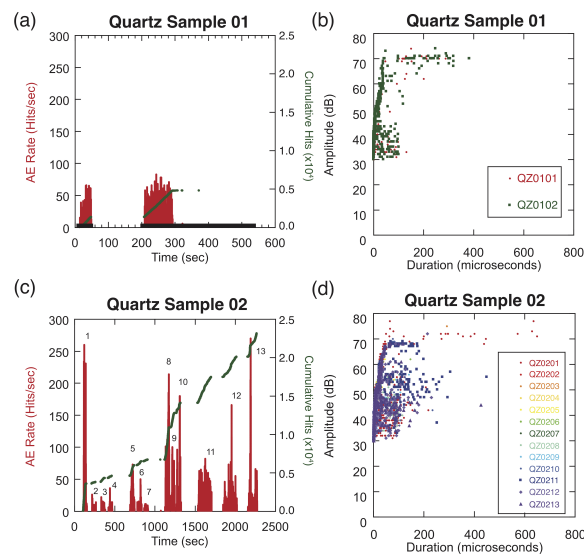 (a)
Quartz Sample 01
300
250
200
150
100
50
0
AE Rate (Hits/sec)
2.5
2.0
1.5
1.0
0.5
0.0
Cumulative Hits (x10⁴)
0 100 200 300 400 500 600
Time (sec)
(b)
Quartz Sample 01
80
70
60
50
40
30
20
10
0
Amplitude (dB)
QZ0101
QZ0102
0 200 400 600 800
Duration (microseconds)
(c)
Quartz Sample 02
300
250
200
150
100
50
0
AE Rate (Hits/sec)
1
2
3
4
5
6
7
8
9
10
11
12
13
2.5
2.0
1.5
1.0
0.5
0.0
Cumulative Hits (x10⁴)
0 500 1000 1500 2000 2500
Time (sec)
(d)
Quartz Sample 02
80
70
60
50
40
30
20
10
0
Amplitude (dB)
QZ0201
QZ0202
QZ0203
QZ0204
QZ0205
QZ0206
QZ0207
QZ0208
QZ0209
QZ0210
QZ0211
QZ0212
QZ0213
0 200 400 600 800
Duration (microseconds)